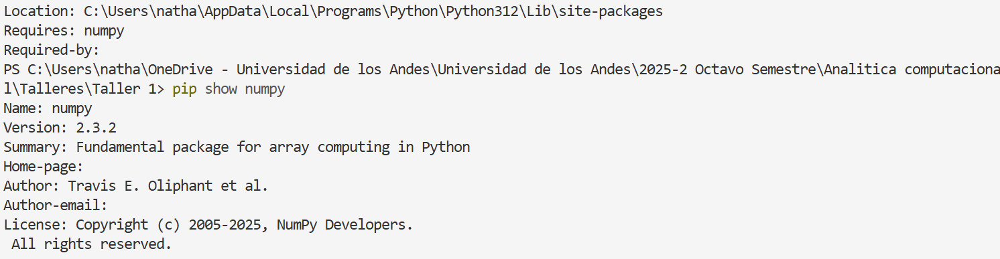 Location: C:\Users\natha\AppData\Local\Programs\Python\Python312\Lib\site-packages
Requires: numpy
Required-by:
PS C:\Users\natha\OneDrive - Universidad de los Andes\Universidad de los Andes\2025-2 Octavo Semestre\Analitica computaciona
l\Talleres\Taller 1> pip show numpy
Name: numpy
Version: 2.3.2
Summary: Fundamental package for array computing in Python
Home-page:
Author: Travis E. Oliphant et al.
Author-email:
License: Copyright (c) 2005-2025, NumPy Developers.
 All rights reserved.